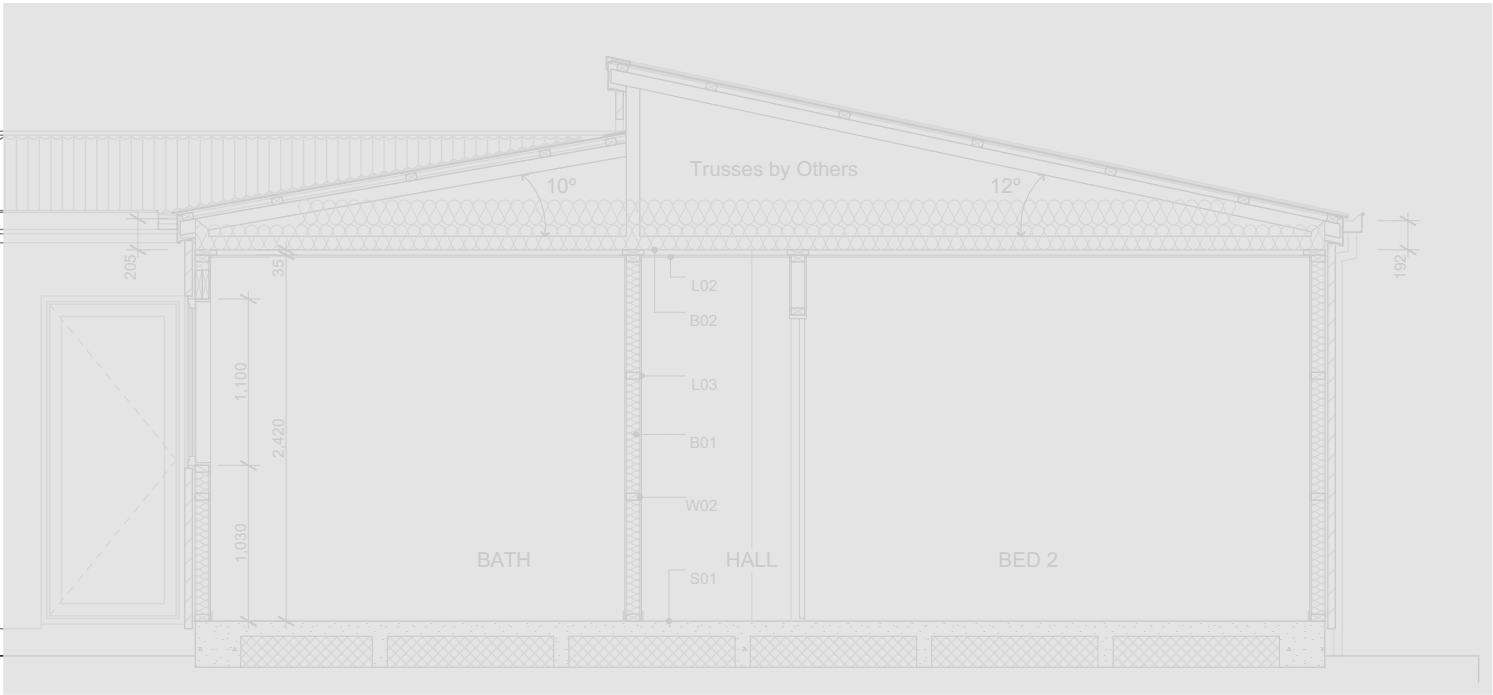 Trusses by Others
10º
12º
205
35
192
L02
B02
1,100
L03
2,420
B01
W02
1,030
BATH
HALL
BED 2
S01